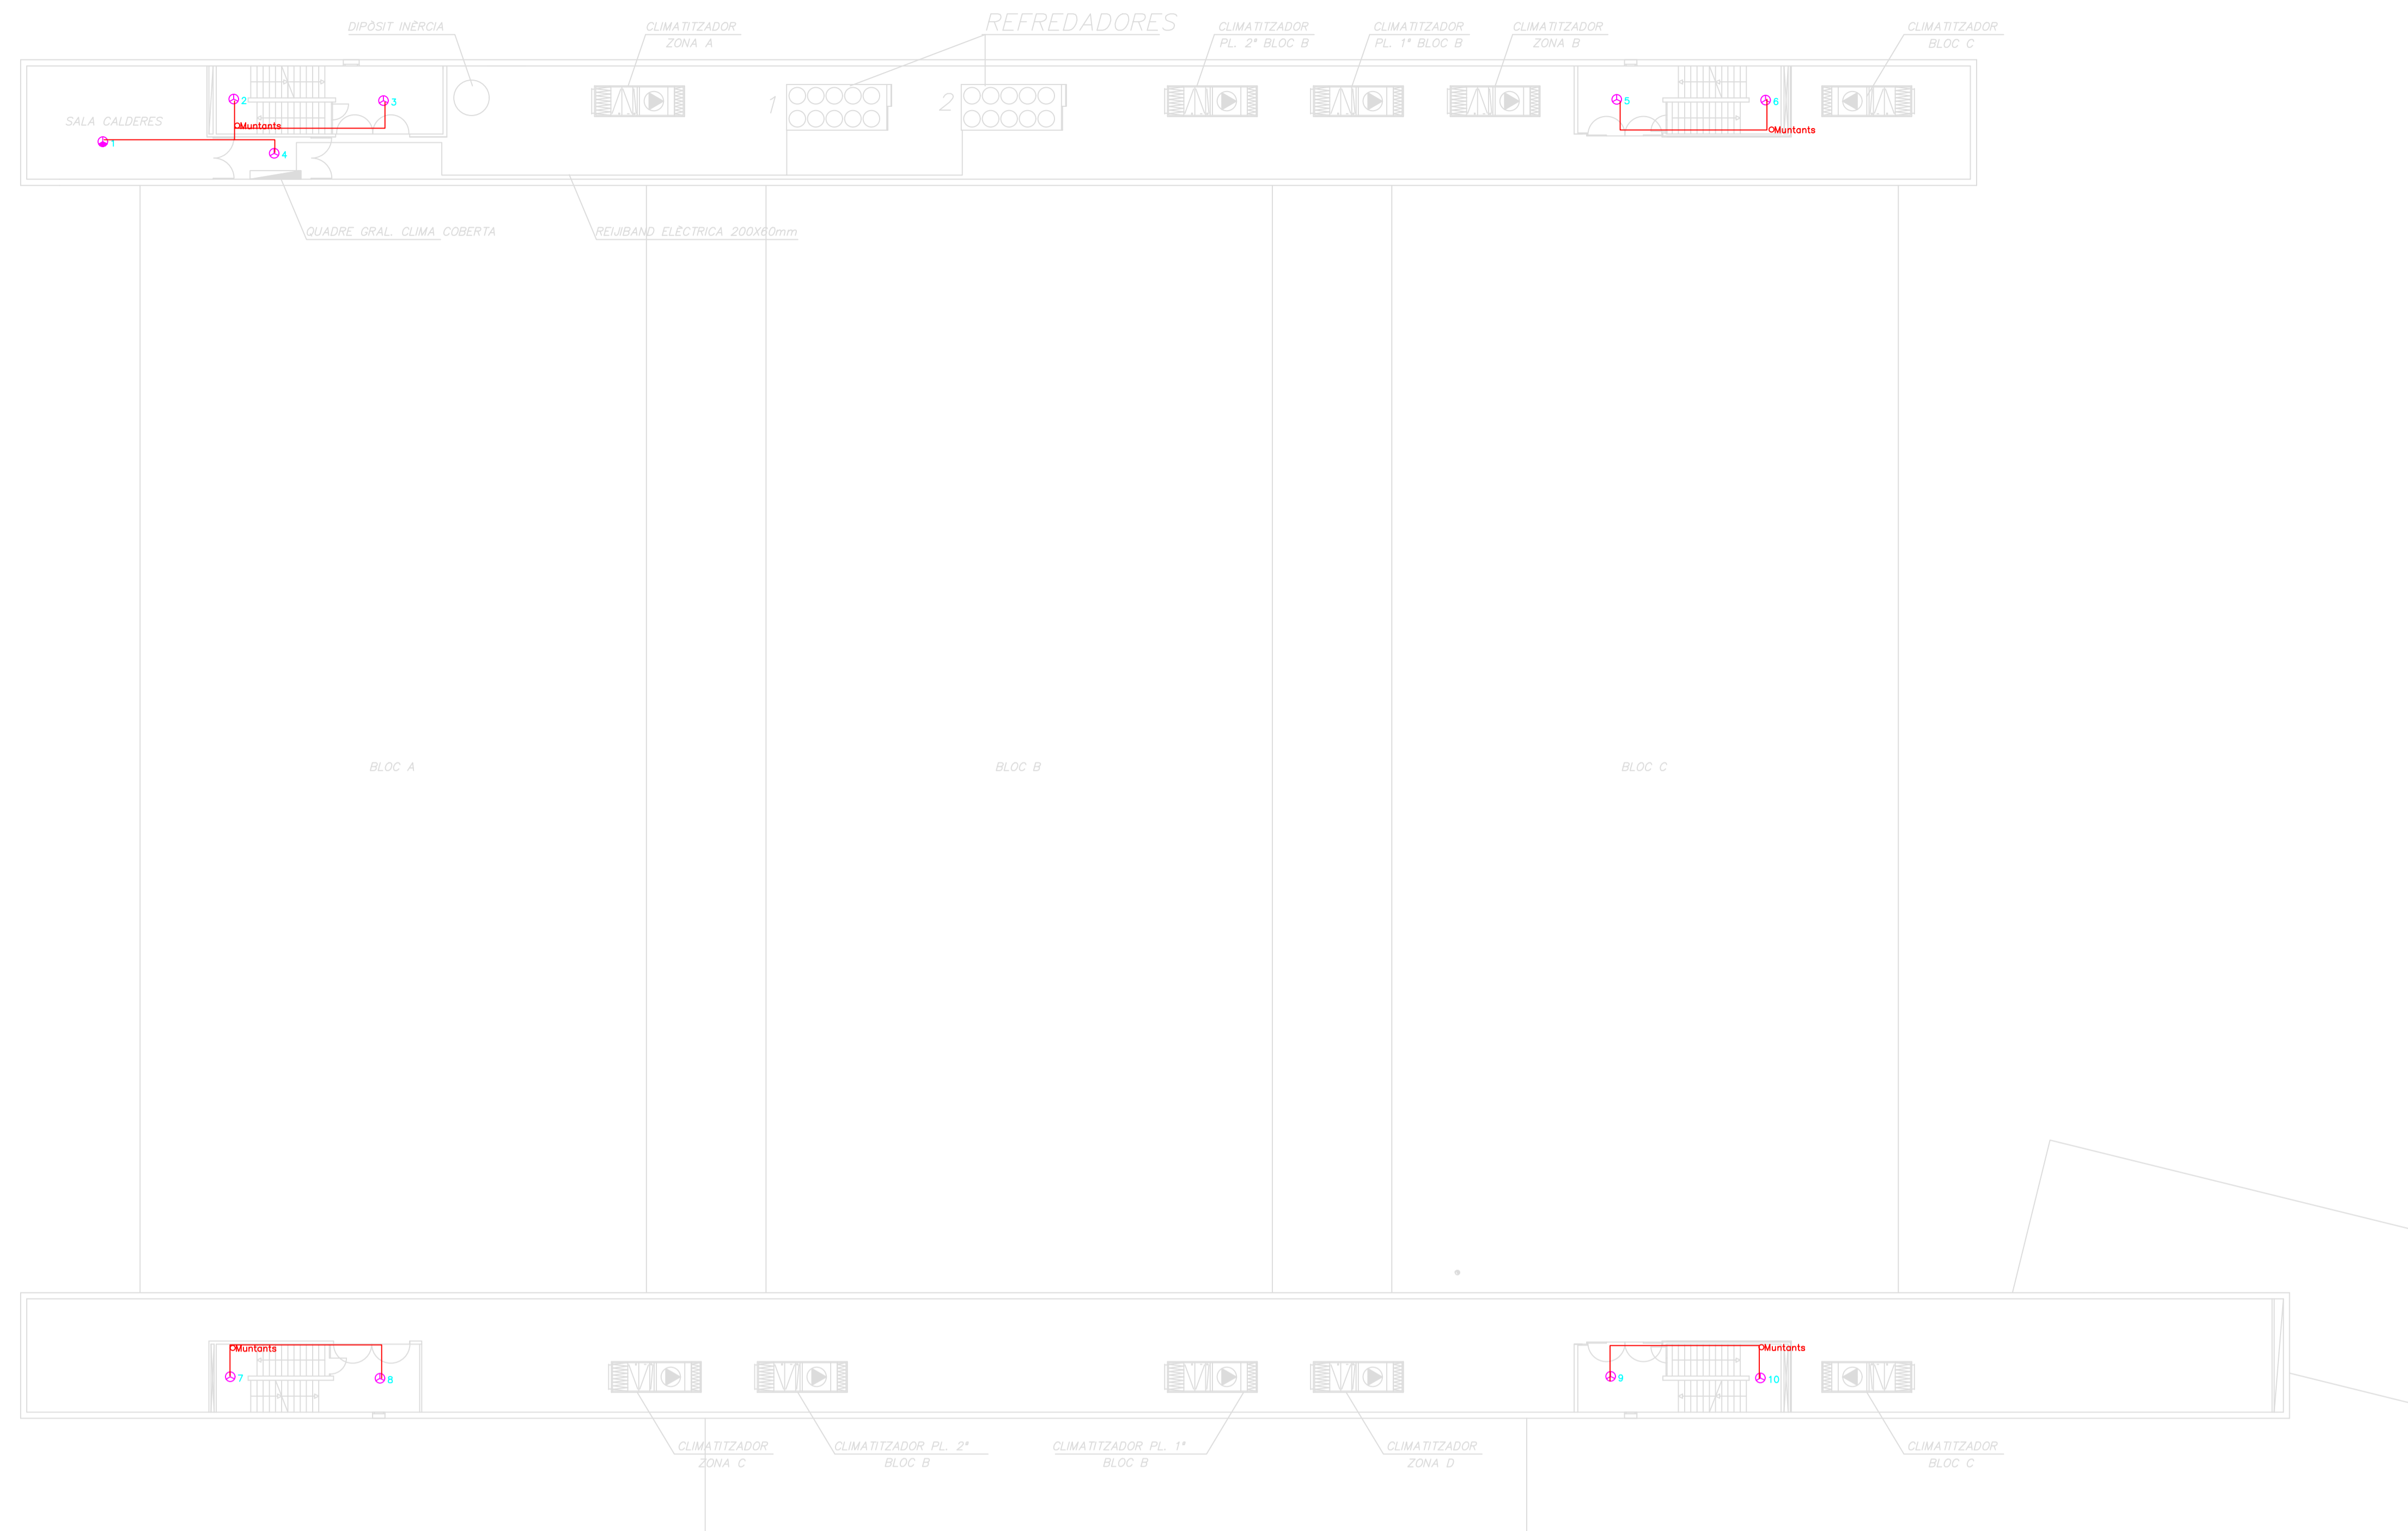 DIPÒSIT INÈRCIA
CLIMATITZADOR
ZONA A
REFREDADORES
CLIMATITZADOR
PL. 2ª BLOC B
CLIMATITZADOR
PL. 1ª BLOC B
CLIMATITZADOR
ZONA B
CLIMATITZADOR
BLOC C
SALA CALDERES
1
2
3
4
Muntants
1
2
5
6
Muntants
QUADRE GRAL. CLIMA COBERTA
REIJIBAND ELÈCTRICA 200X60mm
BLOC A
BLOC B
BLOC C
Muntants
7
8
Muntants
9
10
CLIMATITZADOR
ZONA C
CLIMATITZADOR PL. 2ª
BLOC B
CLIMATITZADOR PL. 1ª
BLOC B
CLIMATITZADOR
ZONA D
CLIMATITZADOR
BLOC C